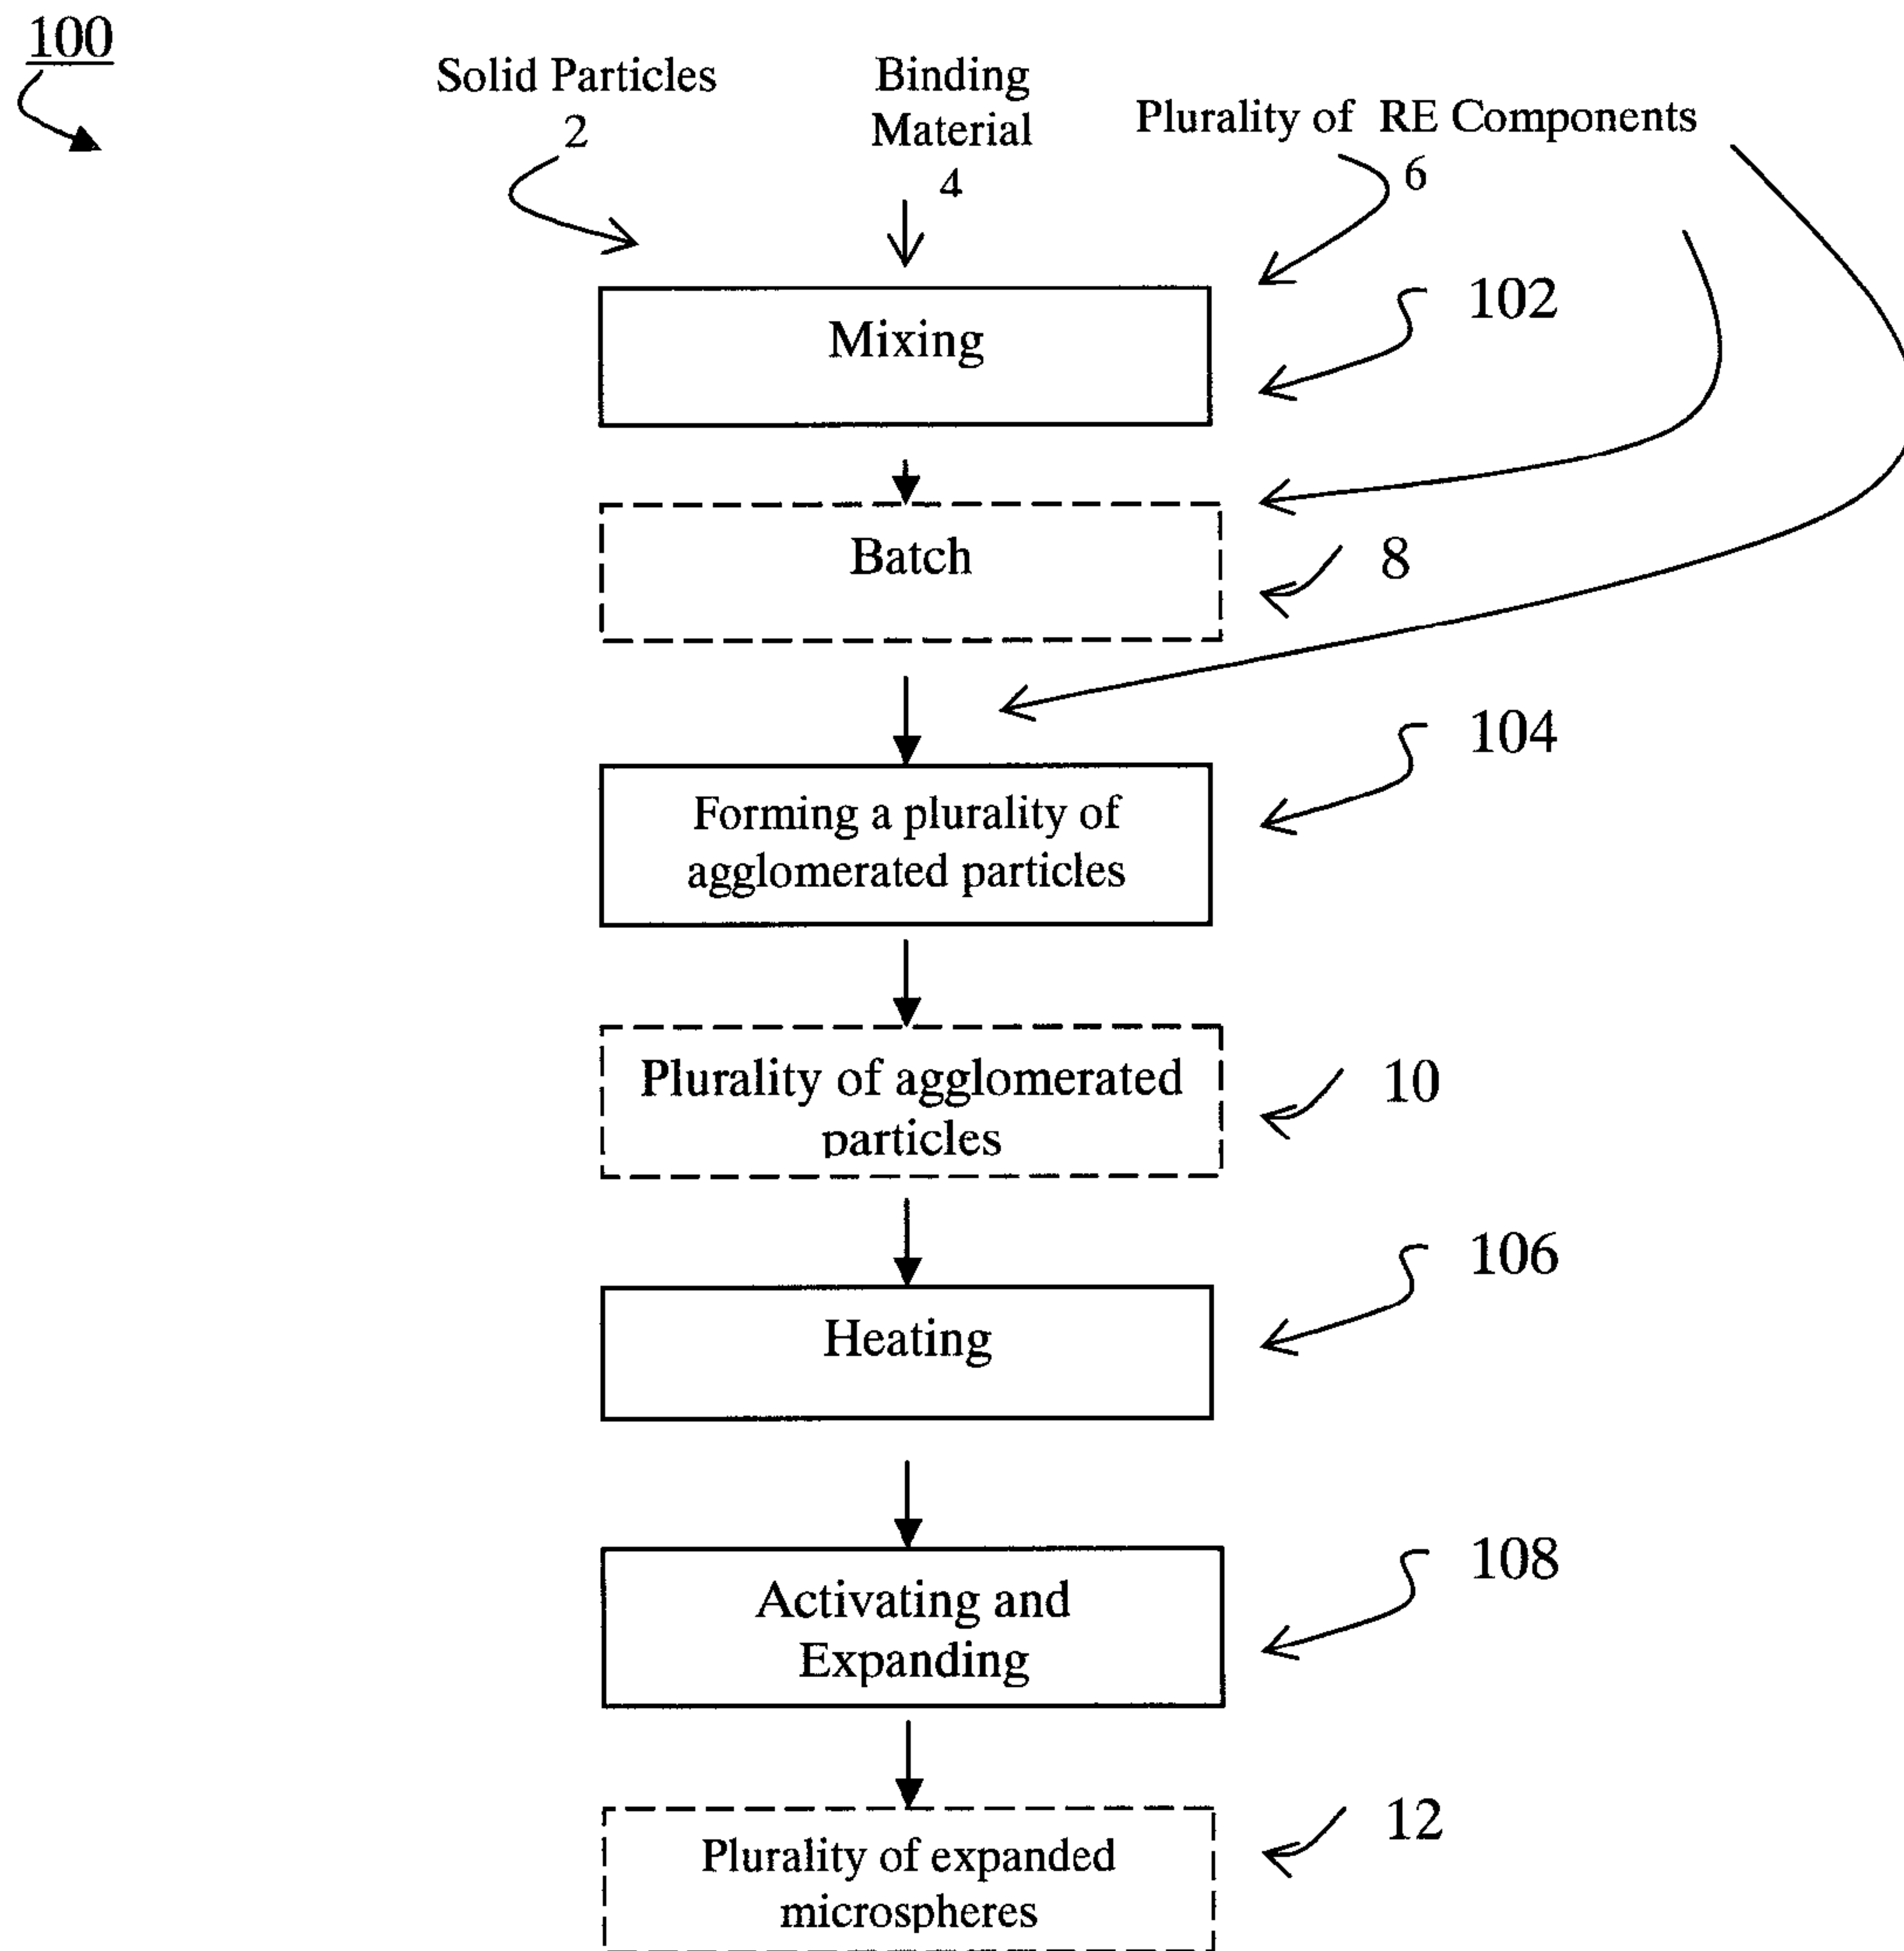 100
Solid Particles
2
Binding
Material
4
Plurality of RE Components
6
Mixing
102
Batch
8
Forming a plurality of
agglomerated particles
104
Plurality of agglomerated
particles
10
Heating
106
Activating and
Expanding
108
Plurality of expanded
microspheres
12